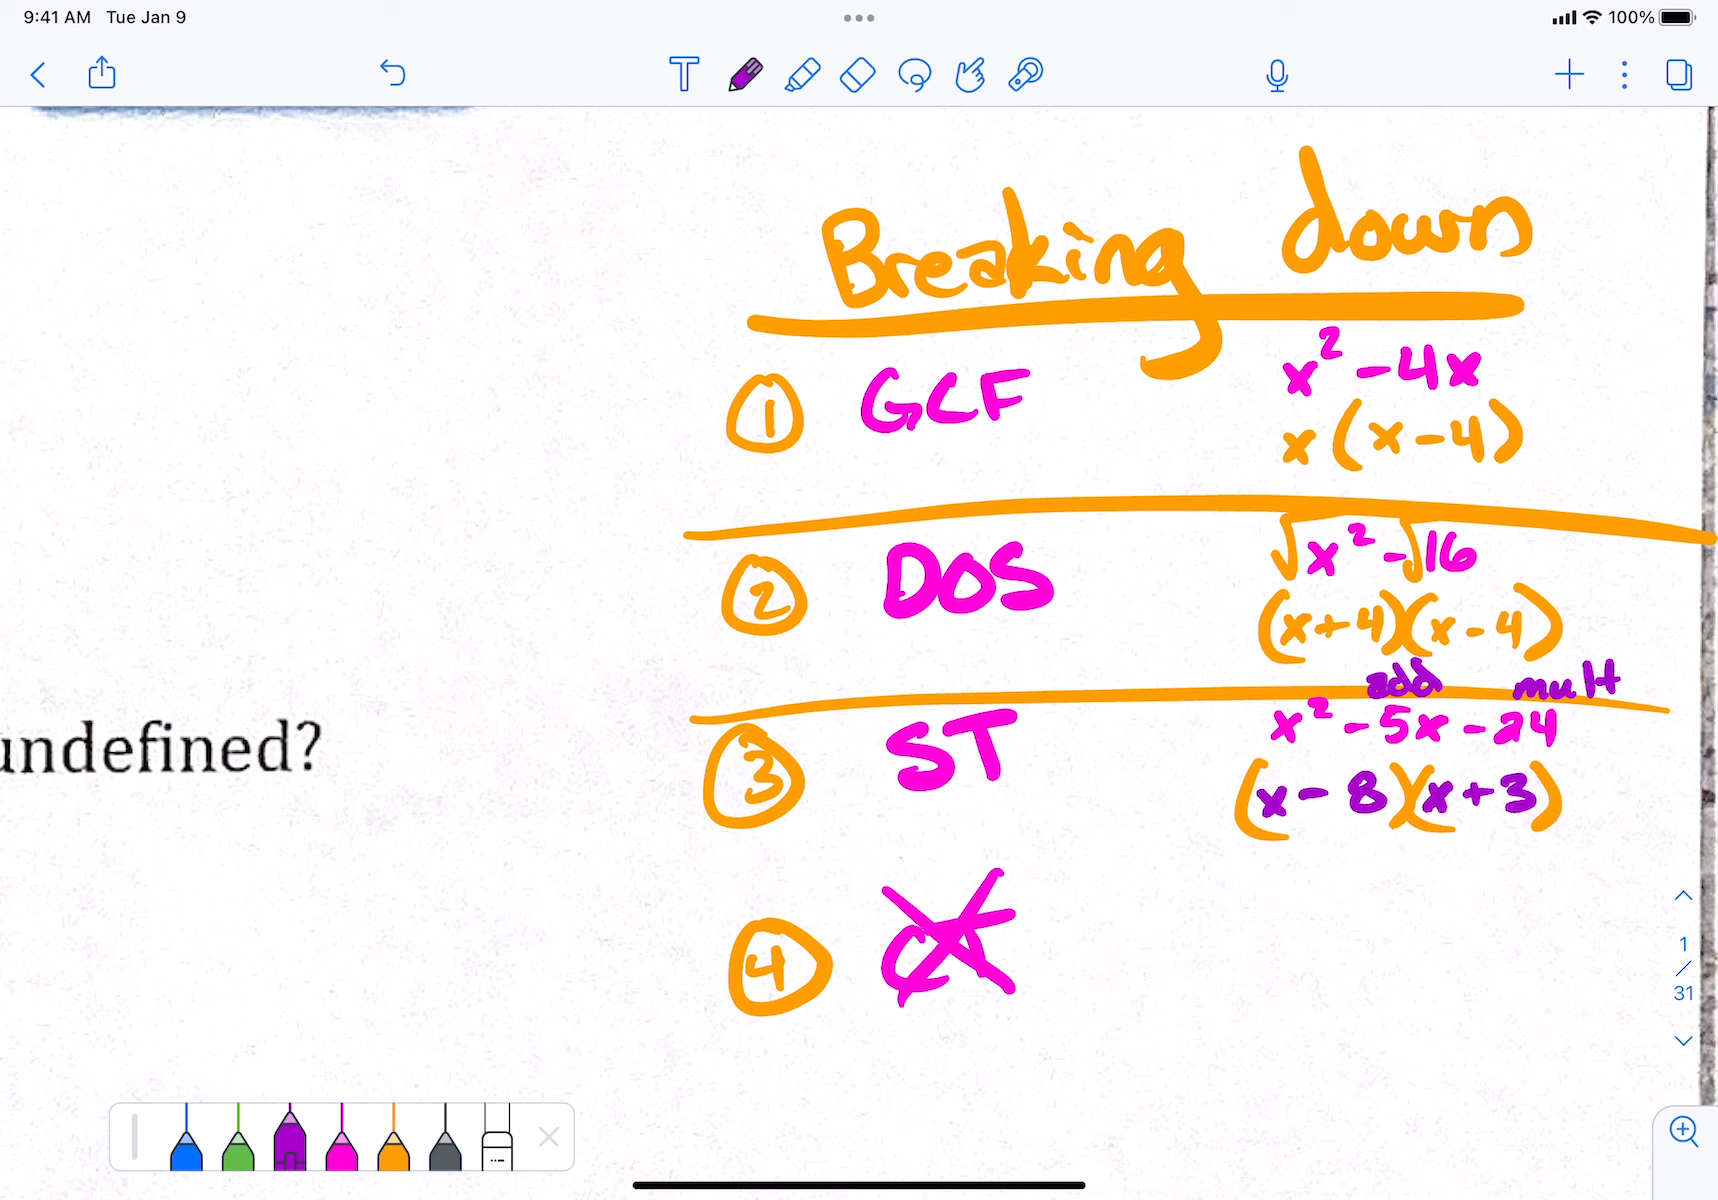 9:41 AM Tue Jan 9
100%
T
Breaking down
① GCF x² - 4x
x(x-4)
② DOS √x² - √16
(x+4)(x-4)
add mult
③ ST x² - 5x - 24
(x - 8)(x + 3)
undefined?
④
1
/
31